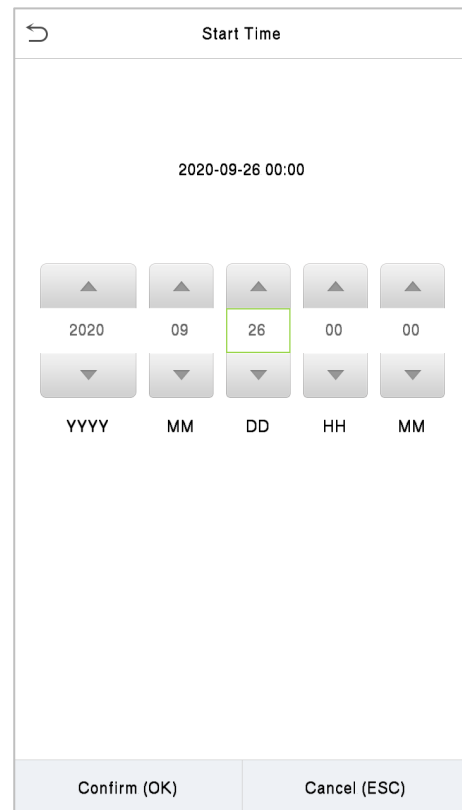 Start Time
2020-09-26 00:00
2020 09 26 00 00
YYYY MM DD HH MM
Confirm (OK) Cancel (ESC)